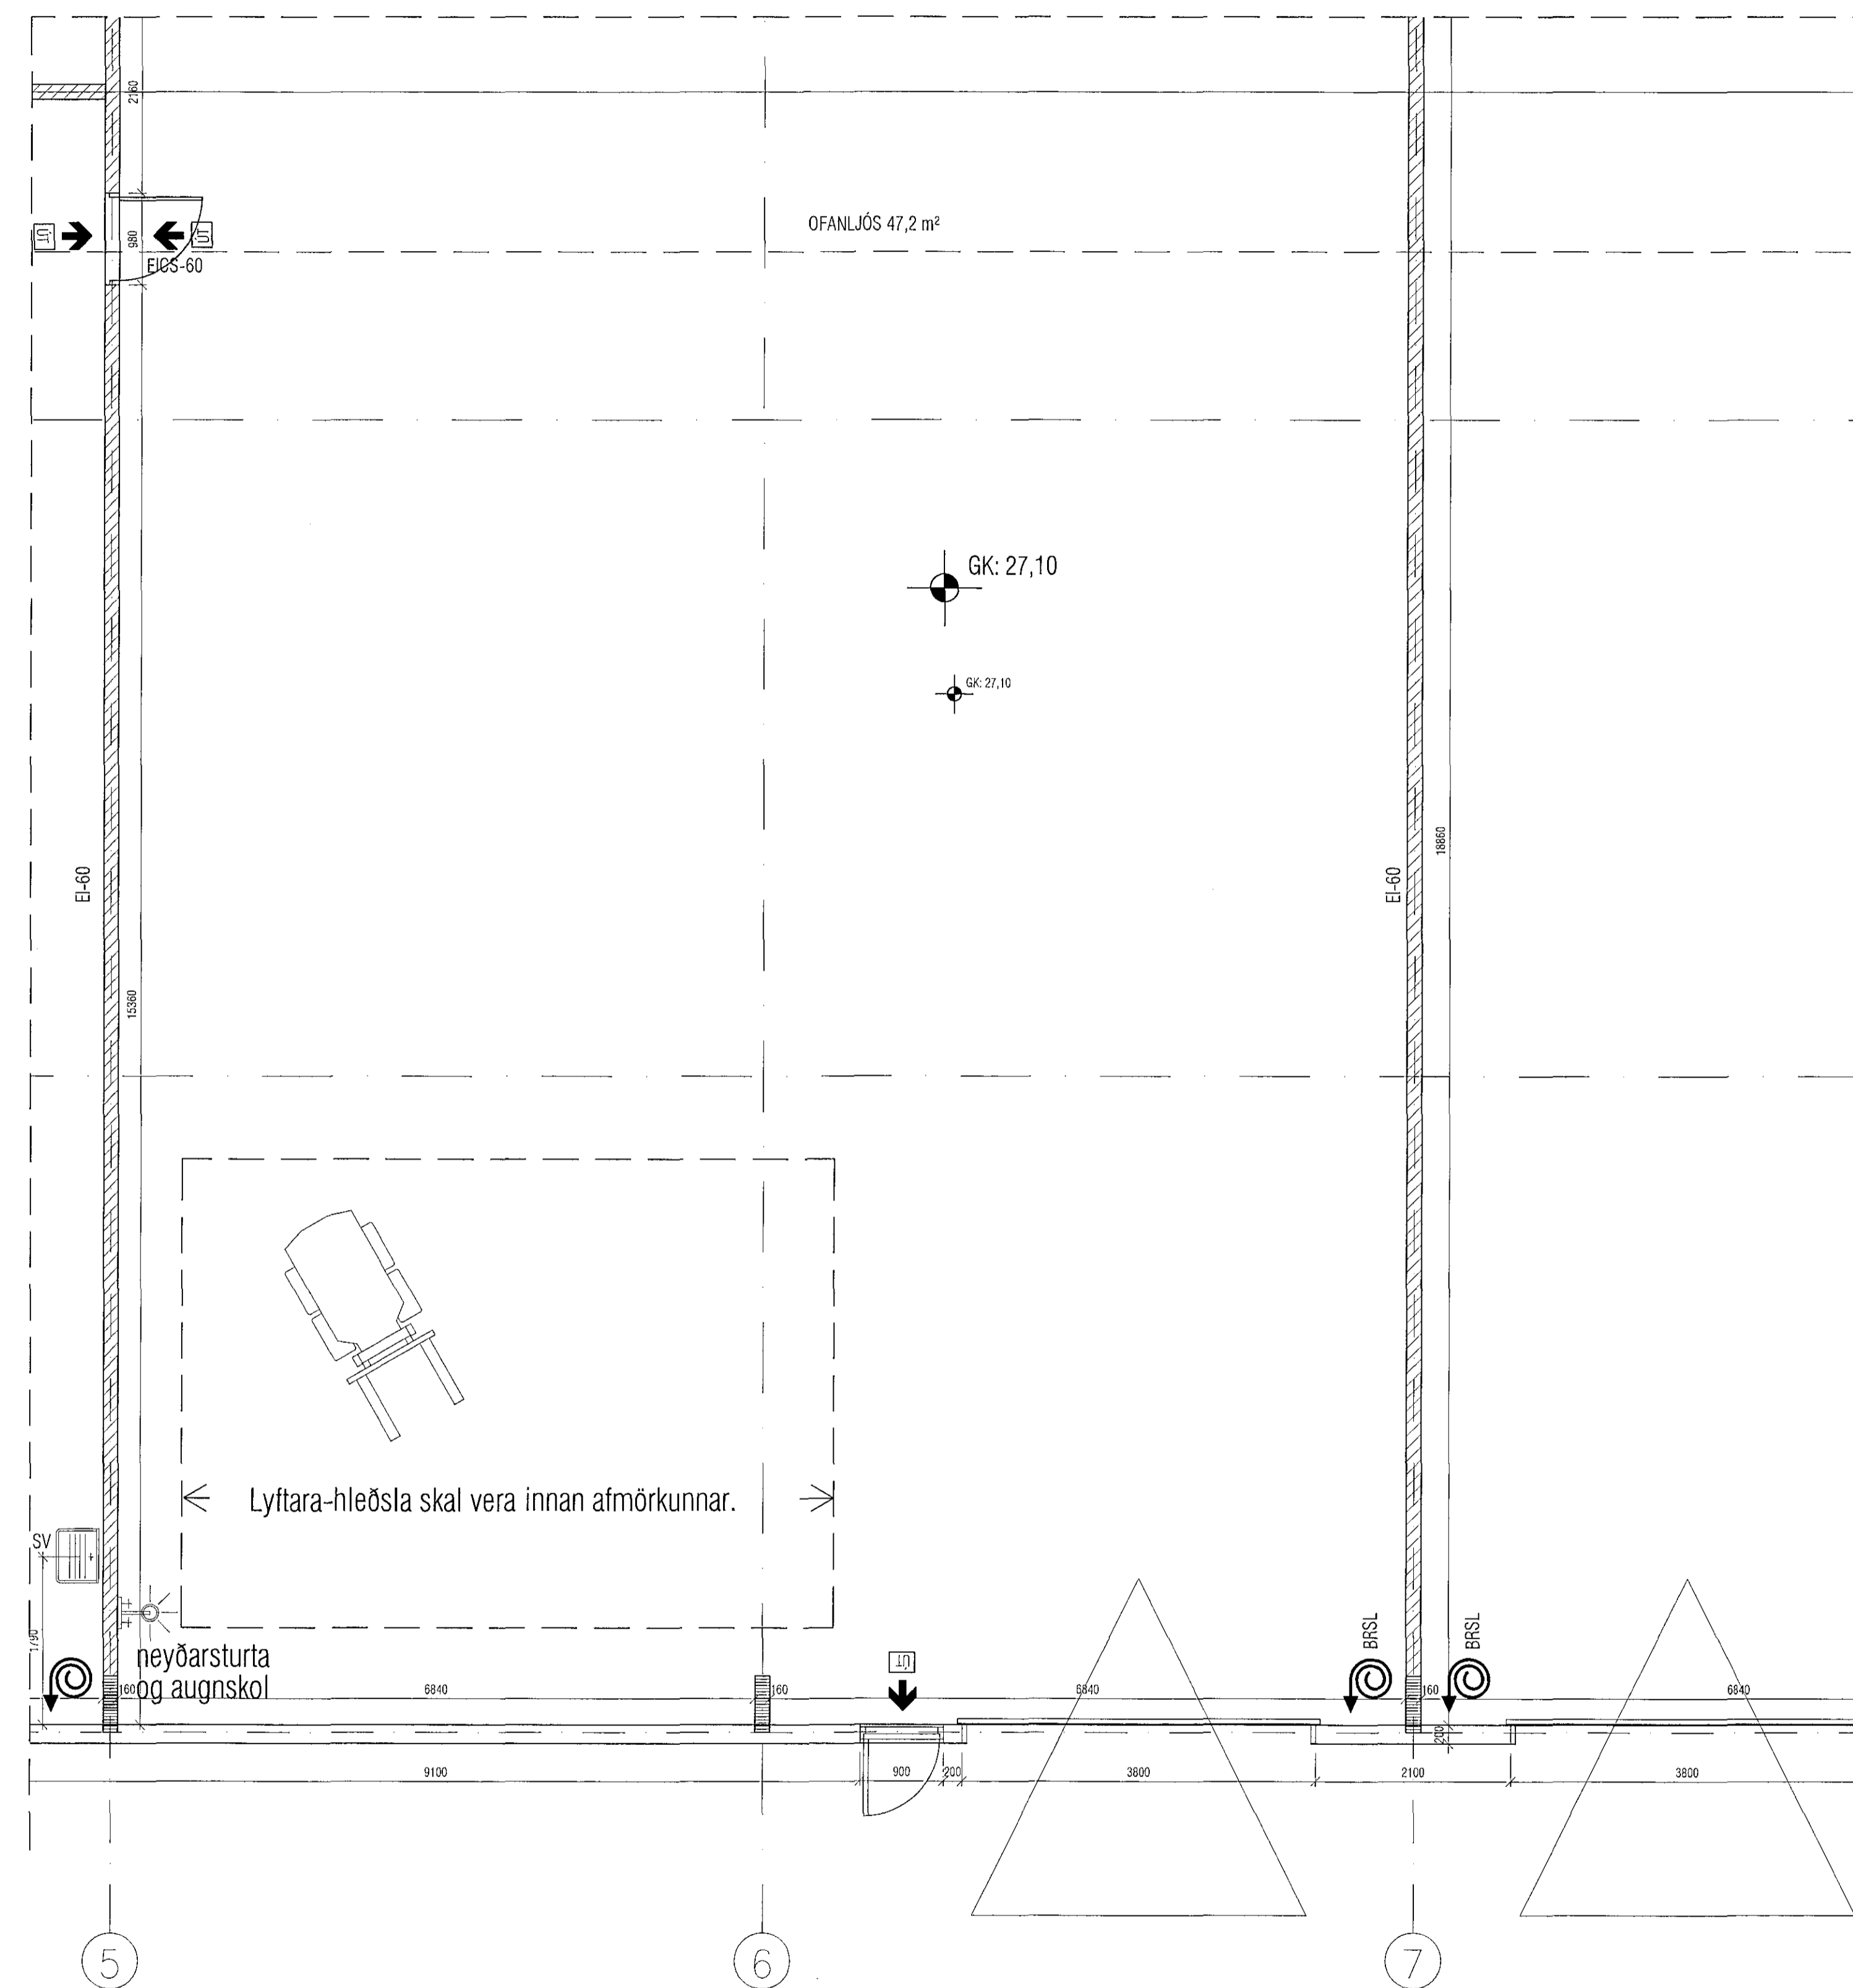 2160
OFANLJÓS 47,2 m²
ÚT
980
ÚT
EICS-60
GK: 27,10
GK: 27,10
18860
EI-60
EI-60
15360
Lyftara-hleðsla skal vera innan afmörkunnar.
SV
1790
neyðarsturta
og augnskol
ÚT
BRSL
BRSL
160
6840
160
6840
160
6840
200
9100
900
200
3800
2100
3800
5
6
7